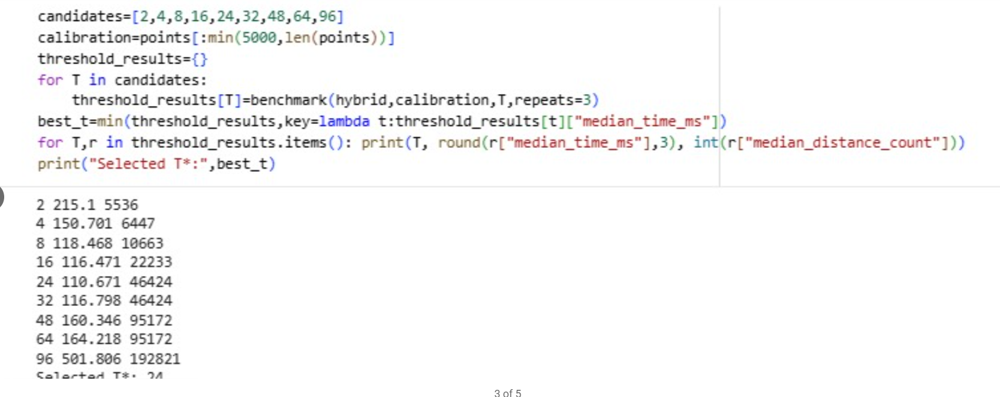 candidates=[2,4,8,16,24,32,48,64,96]
calibration=points[:min(5000,len(points))]
threshold_results={}
for T in candidates:
    threshold_results[T]=benchmark(hybrid,calibration,T,repeats=3)
best_t=min(threshold_results,key=lambda t:threshold_results[t]["median_time_ms"])
for T,r in threshold_results.items(): print(T, round(r["median_time_ms"],3), int(r["median_distance_count"]))
print("Selected T*:",best_t)
2 215.1 5536
4 150.701 6447
8 118.468 10663
16 116.471 22233
24 110.671 46424
32 116.798 46424
48 160.346 95172
64 164.218 95172
96 501.806 192821
Selected T*: 24
3 of 5